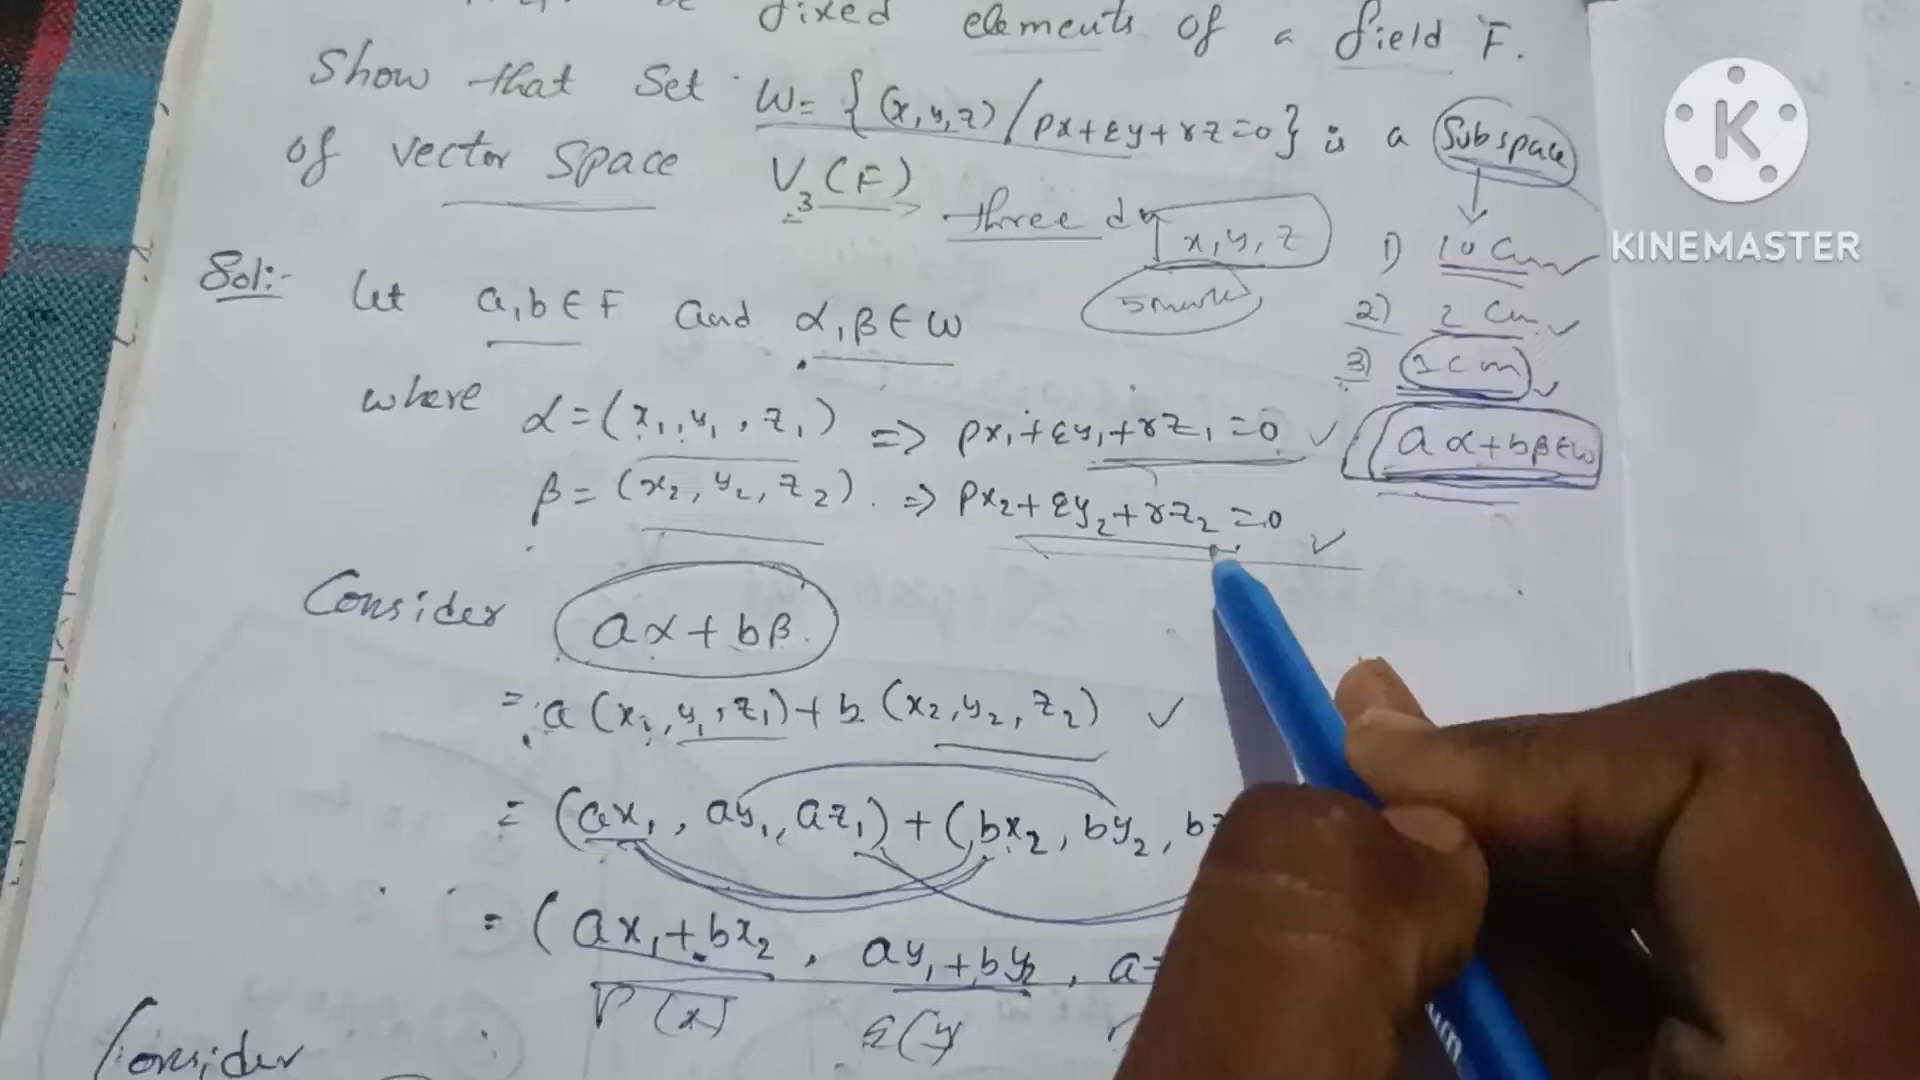 fixed elements of a field F.
Show that set W= {(x,y,z)/px+qy+rz=0} is a Subspace
of vector space V₃(F)
three d
x,y,z
5 mark
1) 10 Cm
2) 2 Cm
3) 1 cm
aα+bβ∈W
Sol:- Let a,b∈F and α,β∈W
where α=(x₁,y₁,z₁) => px₁+qy₁+rz₁=0
β=(x₂,y₂,z₂). => px₂+qy₂+rz₂=0
Consider aα+bβ.
= a(x₁,y₁,z₁)+b(x₂,y₂,z₂)
= (ax₁, ay₁, az₁)+(bx₂, by₂,
= (ax₁+bx₂, ay₁+by₂,
P(x) q(y)
Consider
K
KINEMASTER